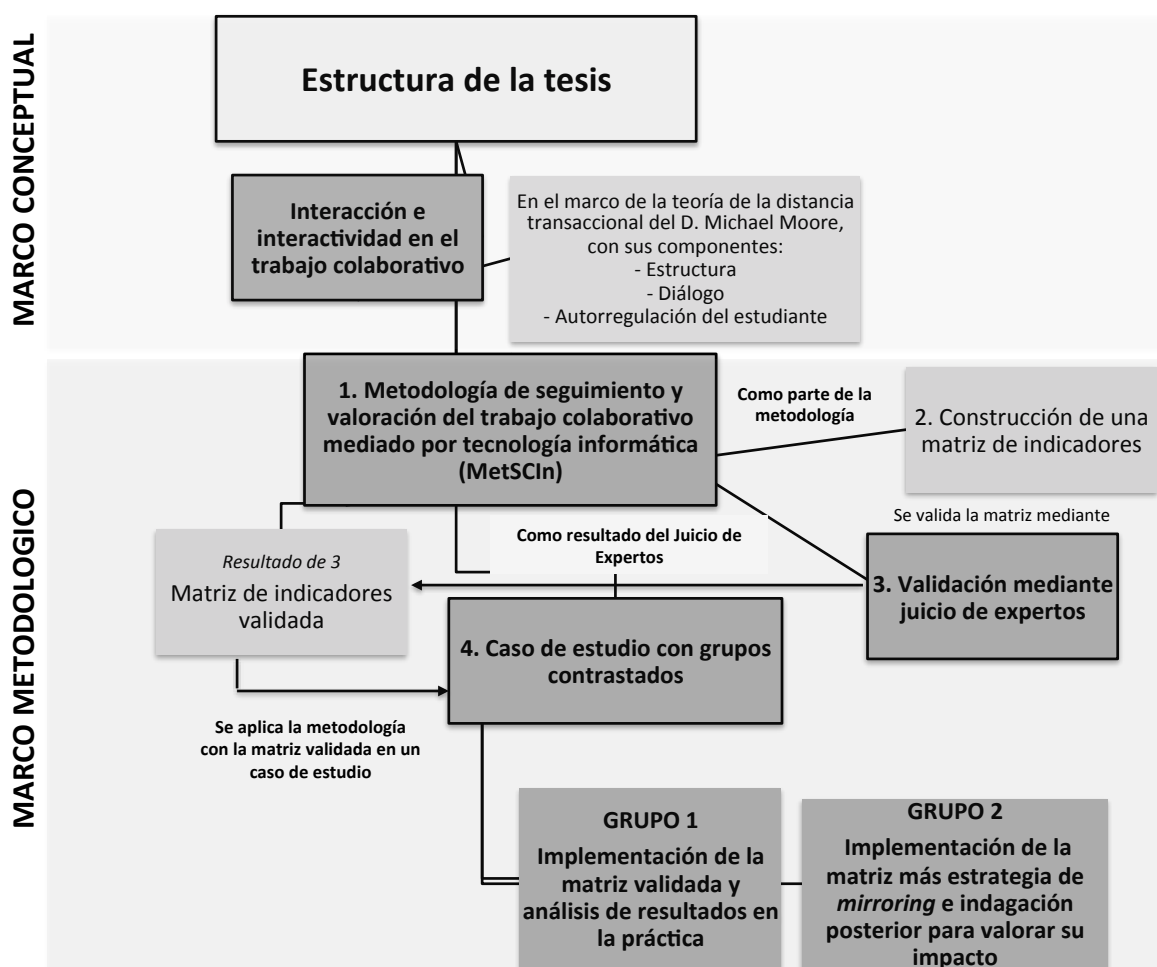 MARCO CONCEPTUAL
Estructura de la tesis
Interacción e
interactividad en el
trabajo colaborativo
En el marco de la teoría de la distancia
transaccional del D. Michael Moore,
con sus componentes:
- Estructura
- Diálogo
- Autorregulación del estudiante
MARCO METODOLOGICO
1. Metodología de seguimiento y
valoración del trabajo colaborativo
mediado por tecnología informática
(MetSCIn)
Como parte de la
metodología
2. Construcción de una
matriz de indicadores
Se valida la matriz mediante
3. Validación mediante
juicio de expertos
Como resultado del Juicio de
Expertos
Resultado de 3
Matriz de indicadores
validada
4. Caso de estudio con grupos
contrastados
Se aplica la metodología
con la matriz validada en un
caso de estudio
GRUPO 1
Implementación de la
matriz validada y
análisis de resultados en
la práctica
GRUPO 2
Implementación de la
matriz más estrategia de
mirroring e indagación
posterior para valorar su
impacto